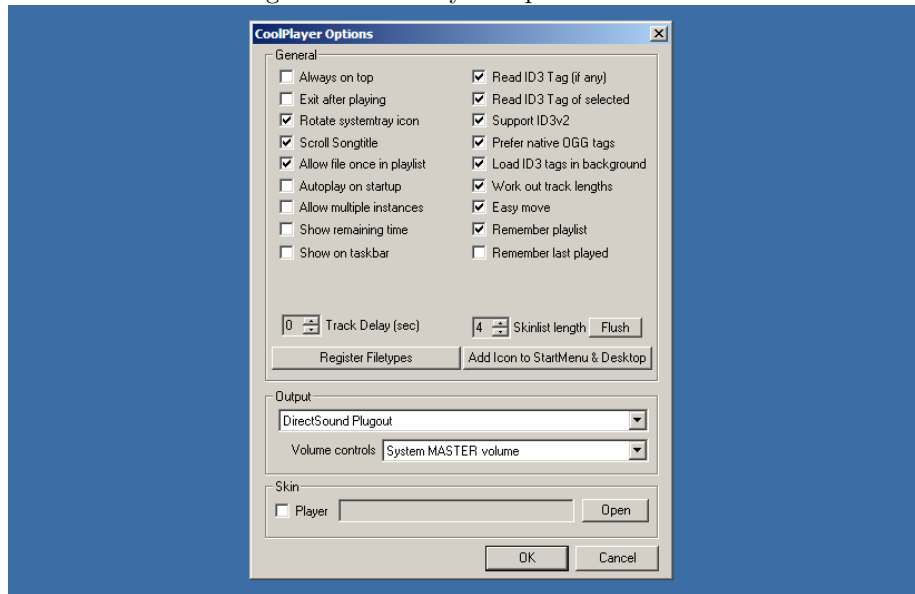 CoolPlayer Options
General
Always on top
Exit after playing
Rotate systemtray icon
Scroll Songtitle
Allow file once in playlist
Autoplay on startup
Allow multiple instances
Show remaining time
Show on taskbar
Read ID3 Tag (if any)
Read ID3 Tag of selected
Support ID3v2
Prefer native OGG tags
Load ID3 tags in background
Work out track lengths
Easy move
Remember playlist
Remember last played
0 Track Delay (sec)
4 Skinlist length Flush
Register Filetypes
Add Icon to StartMenu & Desktop
Output
DirectSound Plugout
Volume controls System MASTER volume
Skin
Player Open
OK Cancel